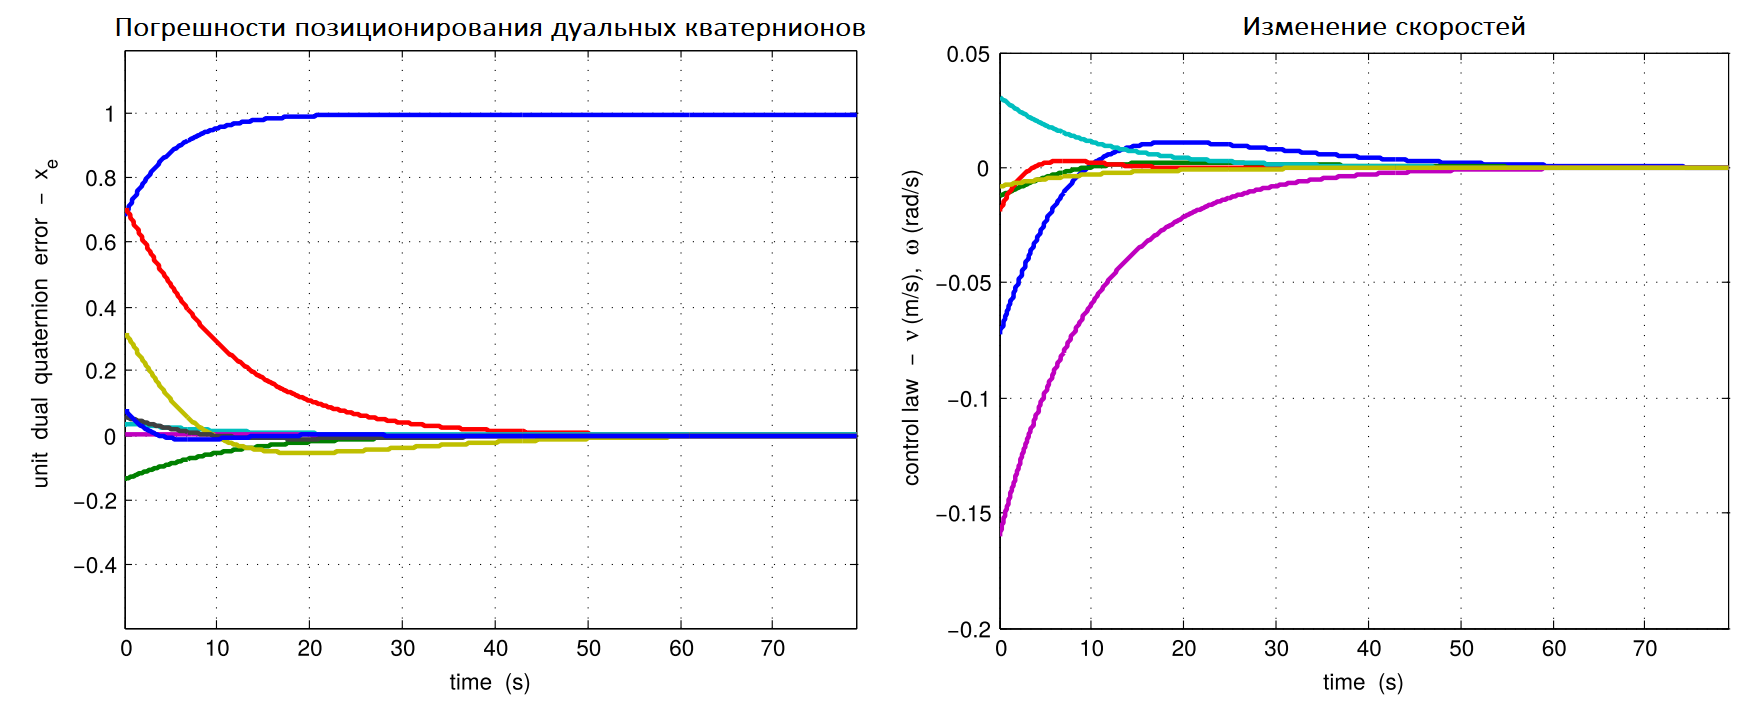 Погрешности позиционирования дуальных кватернионов
1
0.8
0.6
0.4
0.2
0
−0.2
−0.4
unit dual quaternion error − xe
0 10 20 30 40 50 60 70
time (s)
Изменение скоростей
0.05
0
−0.05
−0.1
−0.15
−0.2
control law − ν (m/s), ω (rad/s)
0 10 20 30 40 50 60 70
time (s)